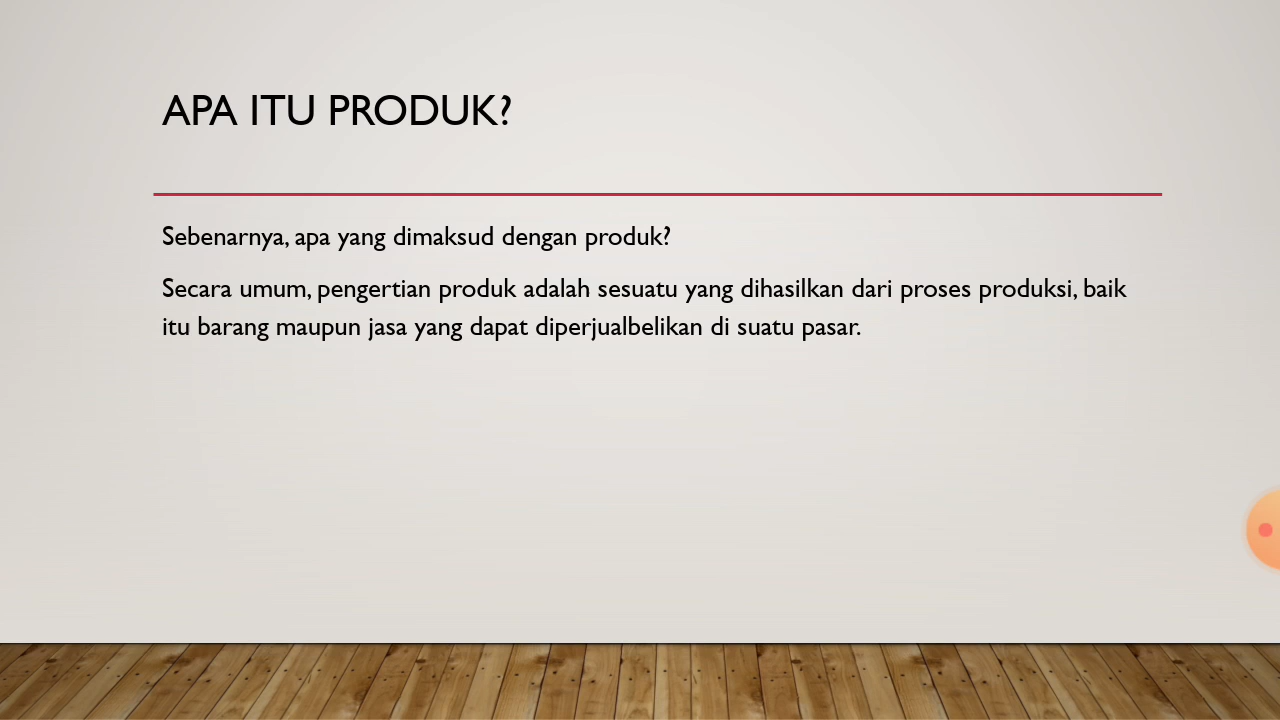 APA ITU PRODUK?
Sebenarnya, apa yang dimaksud dengan produk?
Secara umum, pengertian produk adalah sesuatu yang dihasilkan dari proses produksi, baik
itu barang maupun jasa yang dapat diperjualbelikan di suatu pasar.